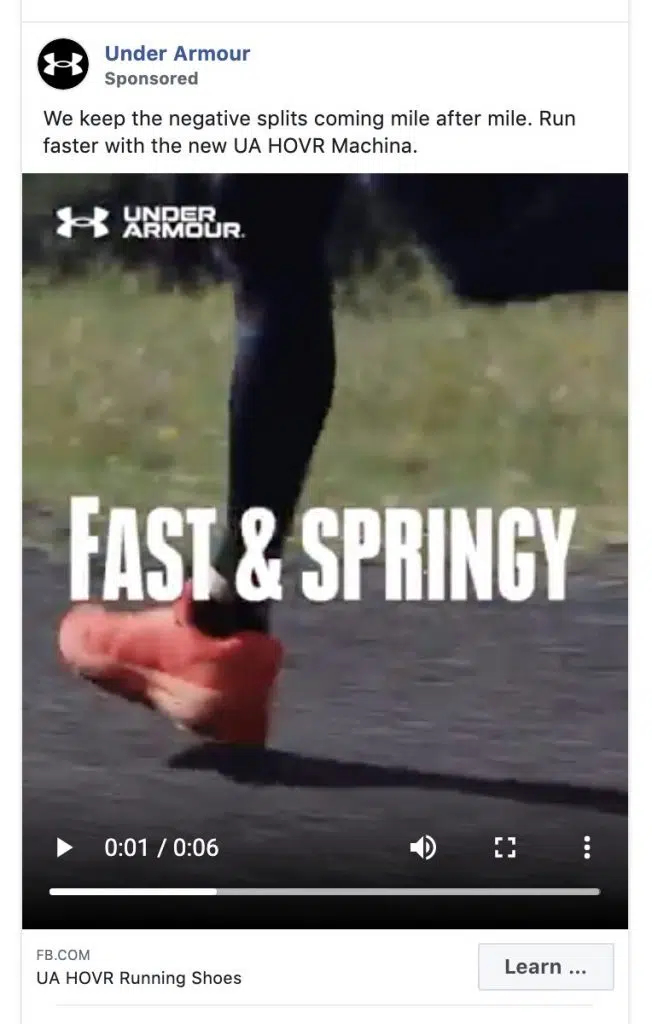 Under Armour
Sponsored
We keep the negative splits coming mile after mile. Run
faster with the new UA HOVR Machina.
UNDER
ARMOUR.
FAST & SPRINGY
0:01 / 0:06
FB.COM
UA HOVR Running Shoes
Learn ...